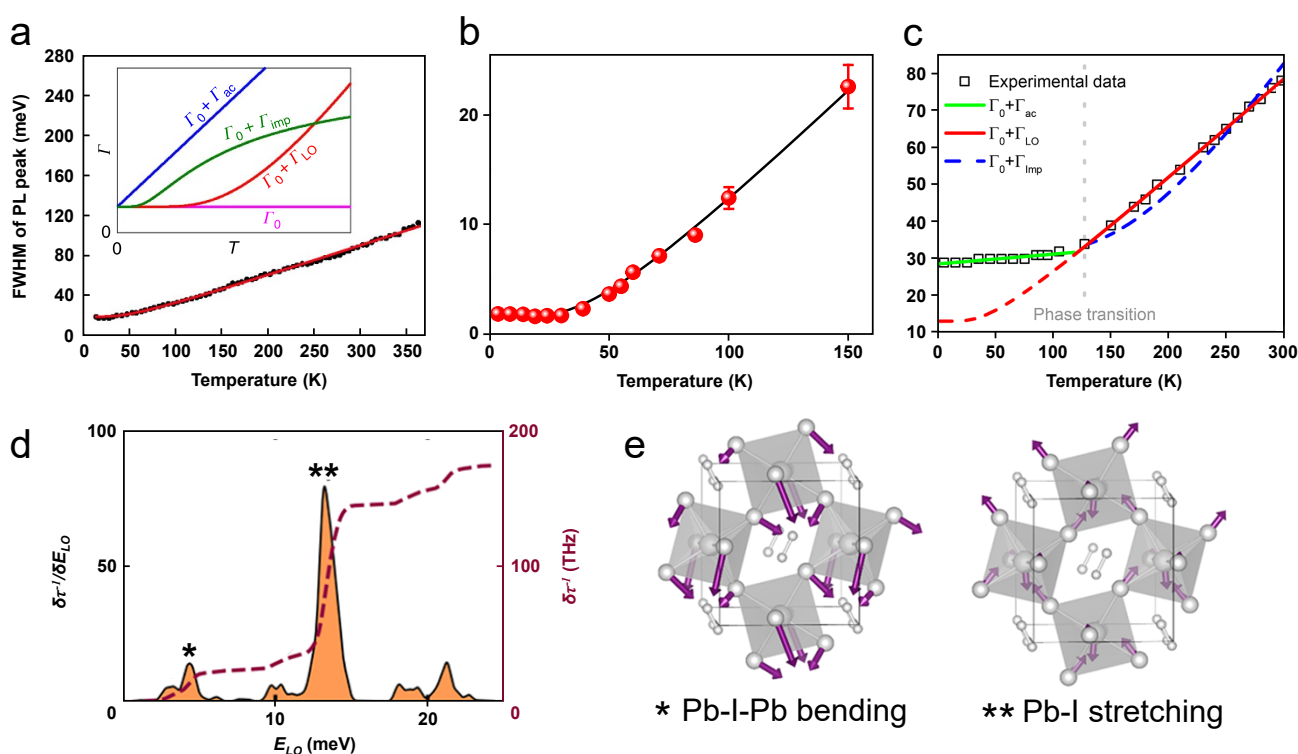 a
FWHM of PL peak (meV)
280
240
200
160
120
80
40
0
0 50 100 150 200 250 300 350
Temperature (K)
Γ
0
0
T
Γ0 + Γac
Γ0 + Γimp
Γ0 + ΓLO
Γ0
b
20
10
0
0 50 100 150
Temperature (K)
c
80
70
60
50
40
30
20
10
0 50 100 150 200 250 300
Temperature (K)
Experimental data
Γ0+Γac
Γ0+ΓLO
Γ0+ΓImp
Phase transition
d
δτ⁻ᴵ/δELO
100
50
0 10 20
ELO (meV)
200
100
0
δτ⁻ᴵ (THz)
*
**
e
* Pb-I-Pb bending
** Pb-I stretching